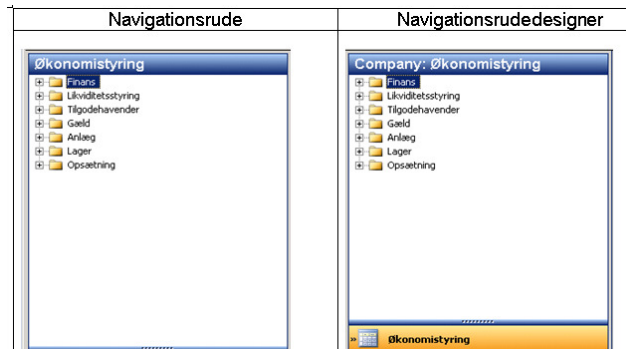 Navigationsrude Navigationsrudedesigner
Økonomistyring
Finans
Likviditetsstyring
Tilgodehavender
Gæld
Anlæg
Lager
Opsætning
Company: Økonomistyring
Finans
Likviditetsstyring
Tilgodehavender
Gæld
Anlæg
Lager
Opsætning
» Økonomistyring